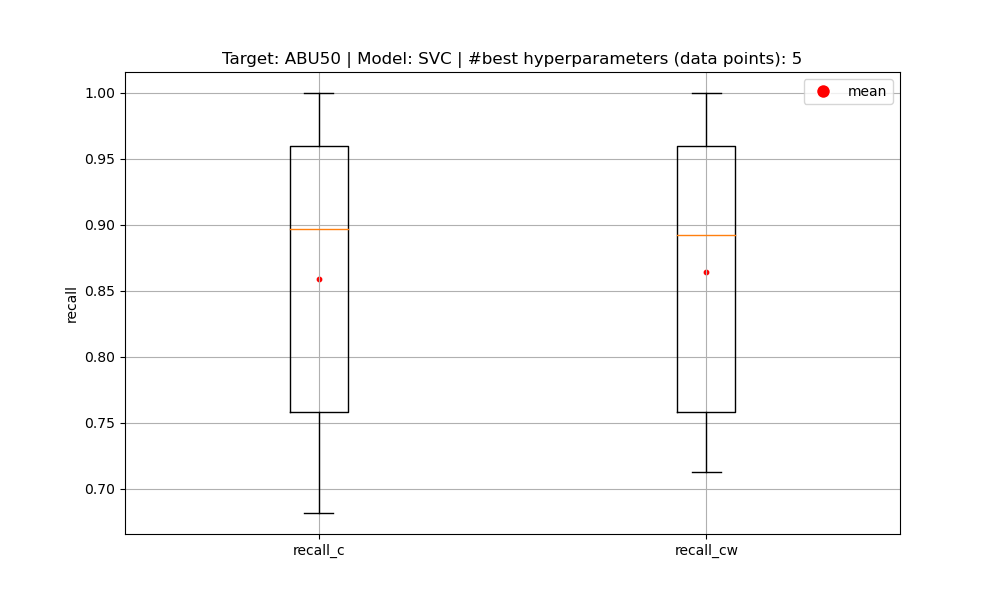 Target: ABU50 | Model: SVC | #best hyperparameters (data points): 5
mean
1.00
0.95
0.90
0.85
0.80
0.75
0.70
recall
recall_c
recall_cw